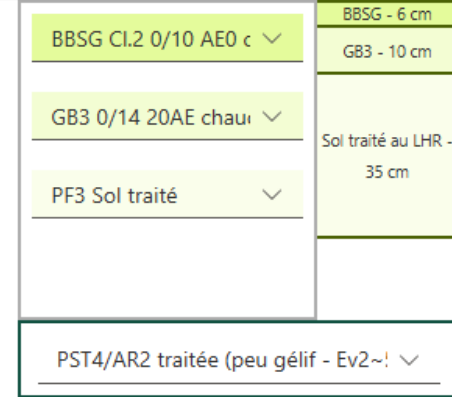 BBSG Cl.2 0/10 AE0
GB3 0/14 20AE
PF3 Sol traité
BBSG - 6 cm
GB3 - 10 cm
Sol traité au LHR -
35 cm
PST4/AR2 traitée (peu gélif - Ev2~